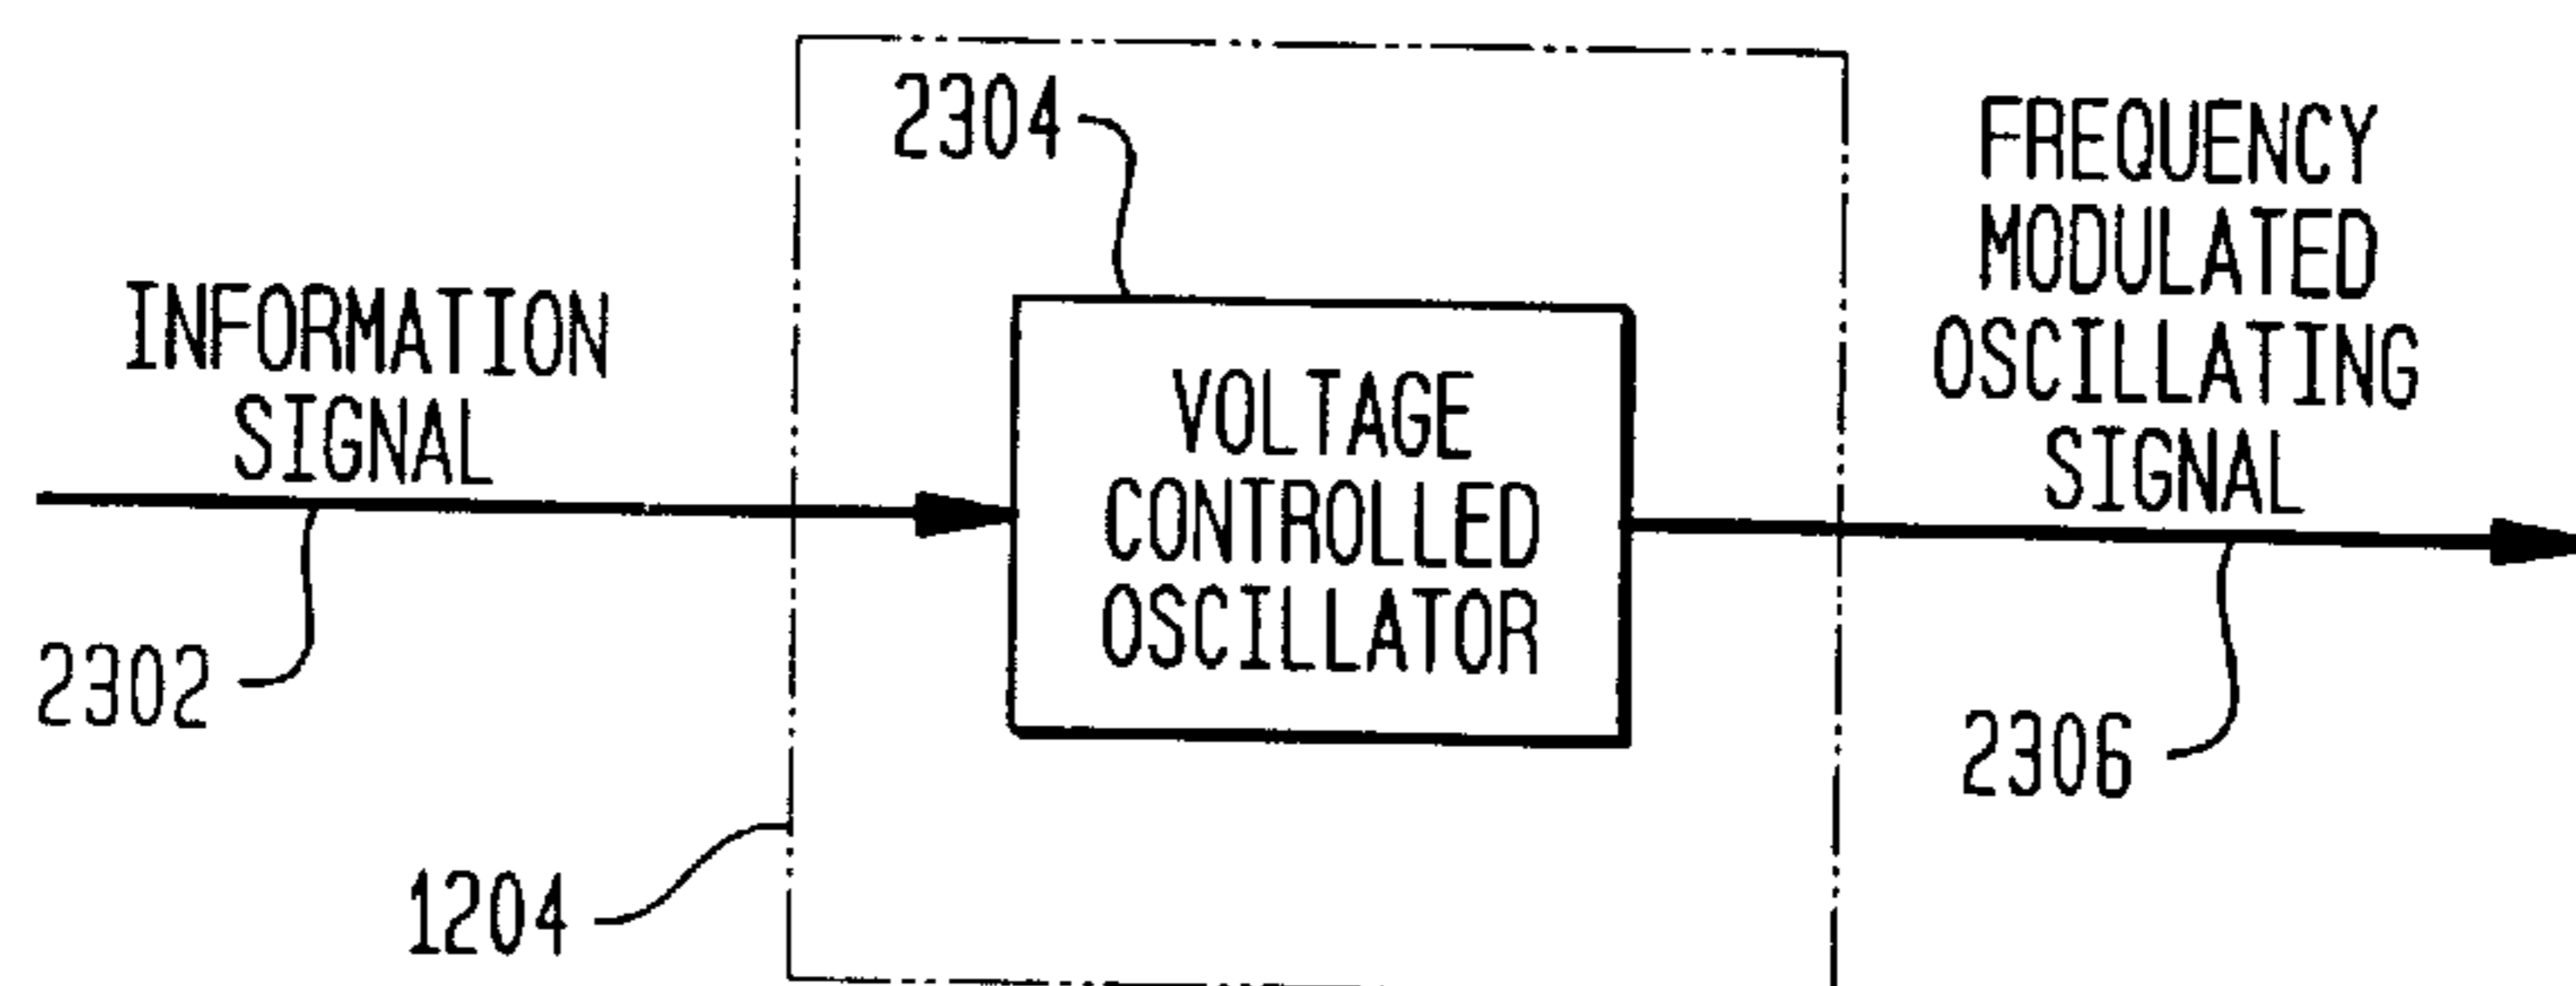 2304
FREQUENCY
MODULATED
OSCILLATING
SIGNAL
INFORMATION
SIGNAL
VOLTAGE
CONTROLLED
OSCILLATOR
2302
2306
1204